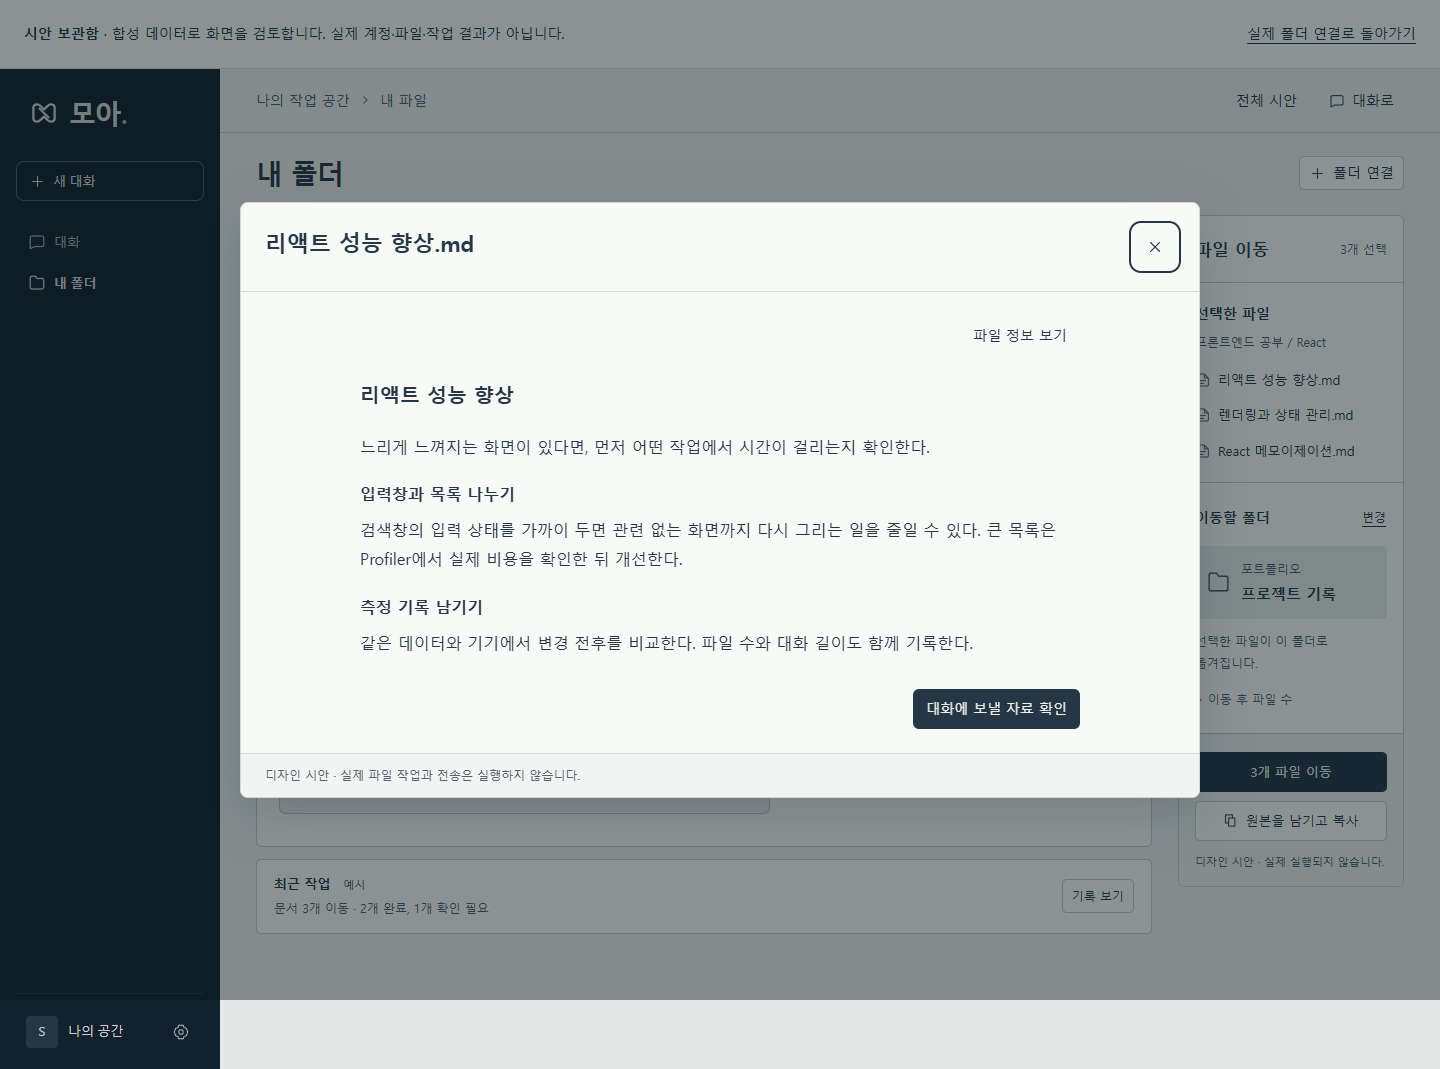 시안 보관함 · 합성 데이터로 화면을 검토합니다. 실제 계정·파일·작업 결과가 아닙니다.
실제 폴더 연결로 돌아가기
모아.
새 대화
대화
내 폴더
나의 작업 공간 › 내 파일
전체 시안
대화로
내 폴더
폴더 연결
리액트 성능 향상.md
파일 정보 보기
리액트 성능 향상
느리게 느껴지는 화면이 있다면, 먼저 어떤 작업에서 시간이 걸리는지 확인한다.
입력창과 목록 나누기
검색창의 입력 상태를 가까이 두면 관련 없는 화면까지 다시 그리는 일을 줄일 수 있다. 큰 목록은
Profiler에서 실제 비용을 확인한 뒤 개선한다.
측정 기록 남기기
같은 데이터와 기기에서 변경 전후를 비교한다. 파일 수와 대화 길이도 함께 기록한다.
대화에 보낼 자료 확인
디자인 시안 · 실제 파일 작업과 전송은 실행하지 않습니다.
파일 이동
3개 선택
선택한 파일
프론트엔드 공부 / React
리액트 성능 향상.md
렌더링과 상태 관리.md
React 메모이제이션.md
이동할 폴더
변경
포트폴리오
프로젝트 기록
선택한 파일이 이 폴더로
옮겨집니다.
이동 후 파일 수
3개 파일 이동
원본을 남기고 복사
디자인 시안 · 실제 실행되지 않습니다.
최근 작업 예시
문서 3개 이동 · 2개 완료, 1개 확인 필요
기록 보기
S
나의 공간